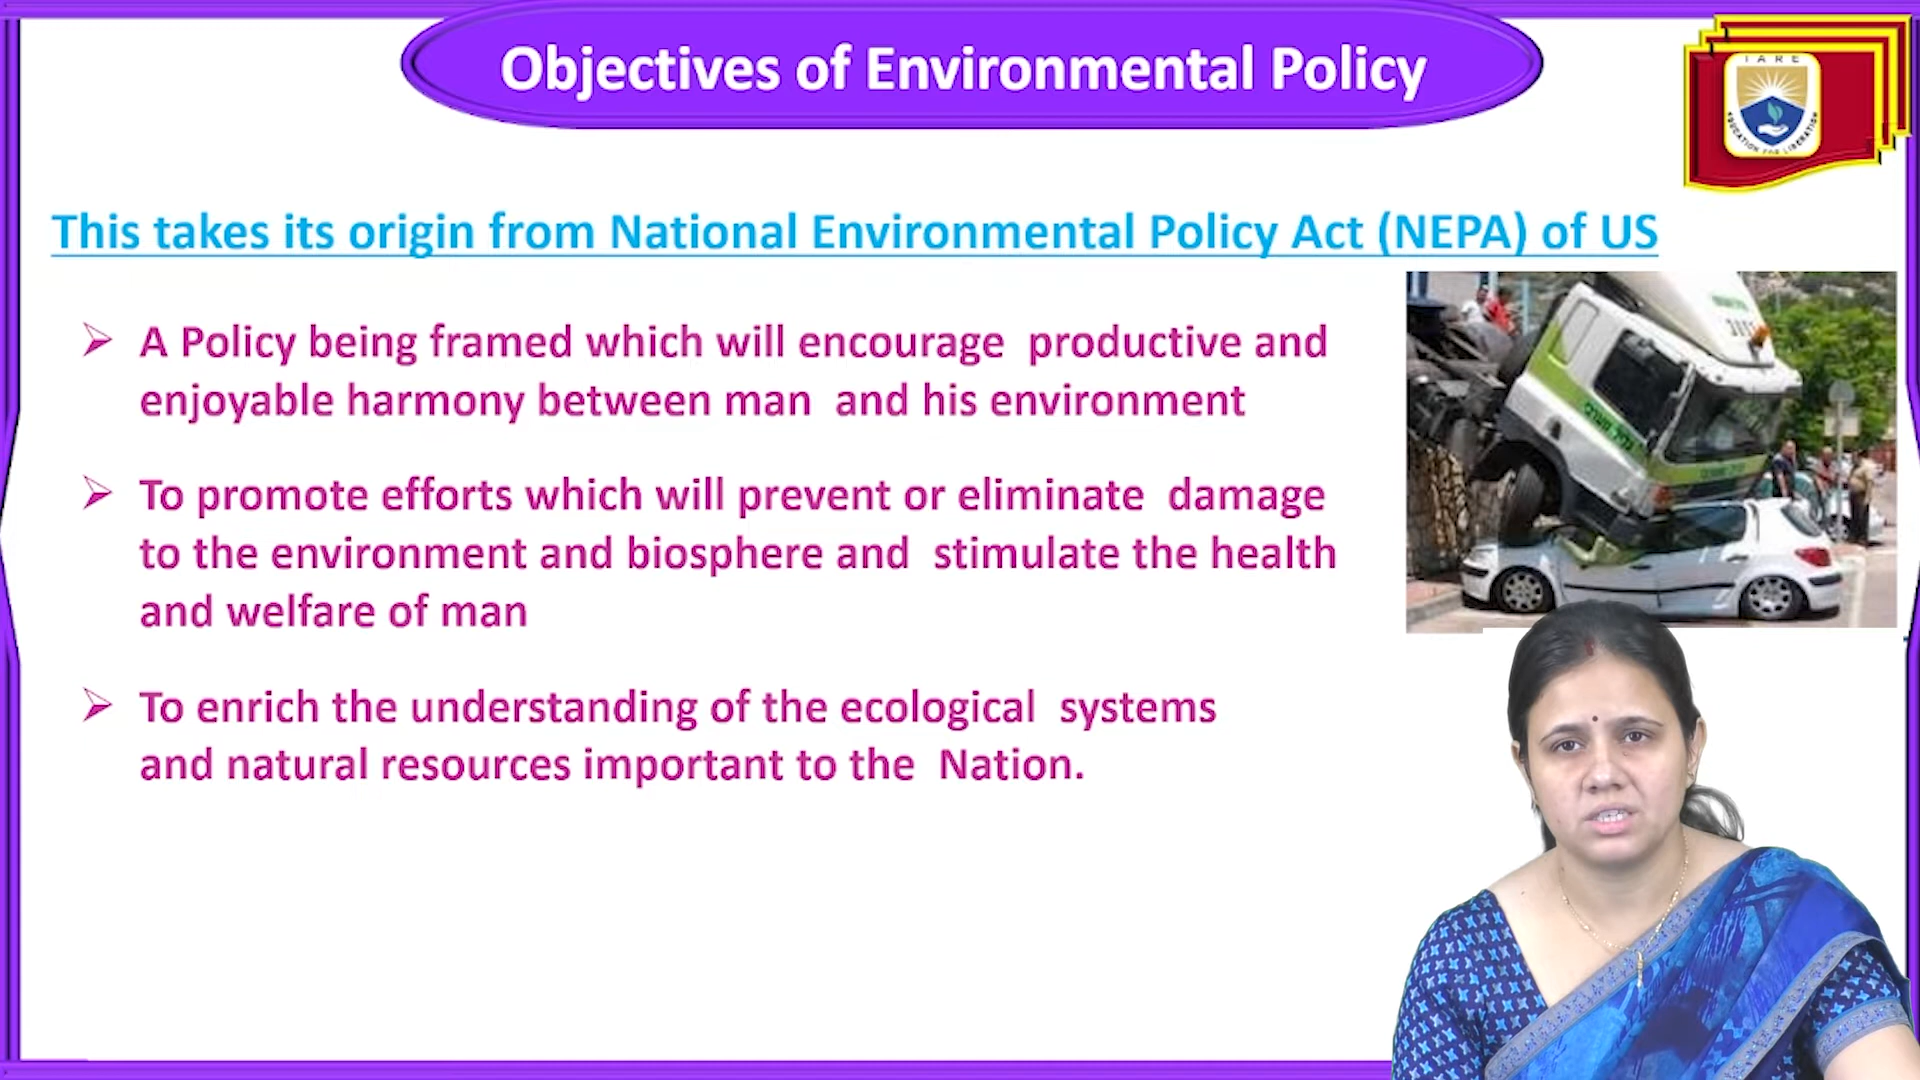 Objectives of Environmental Policy
I A R E
EDUCATION FOR LIBERATION
This takes its origin from National Environmental Policy Act (NEPA) of US
➢ A Policy being framed which will encourage productive and
enjoyable harmony between man and his environment
➢ To promote efforts which will prevent or eliminate damage
to the environment and biosphere and stimulate the health
and welfare of man
➢ To enrich the understanding of the ecological systems
and natural resources important to the Nation.